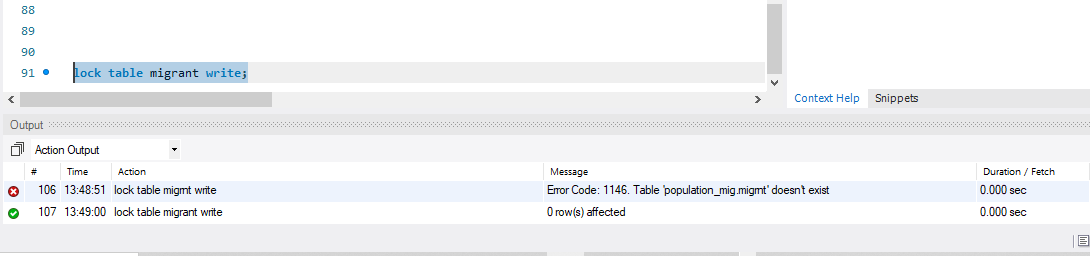 88
89
90
91 lock table migrant write;
Context Help Snippets
Output
Action Output
# Time Action Message Duration / Fetch
106 13:48:51 lock table migrnt write Error Code: 1146. Table 'population_mig.migrnt' doesn't exist 0.000 sec
107 13:49:00 lock table migrant write 0 row(s) affected 0.000 sec